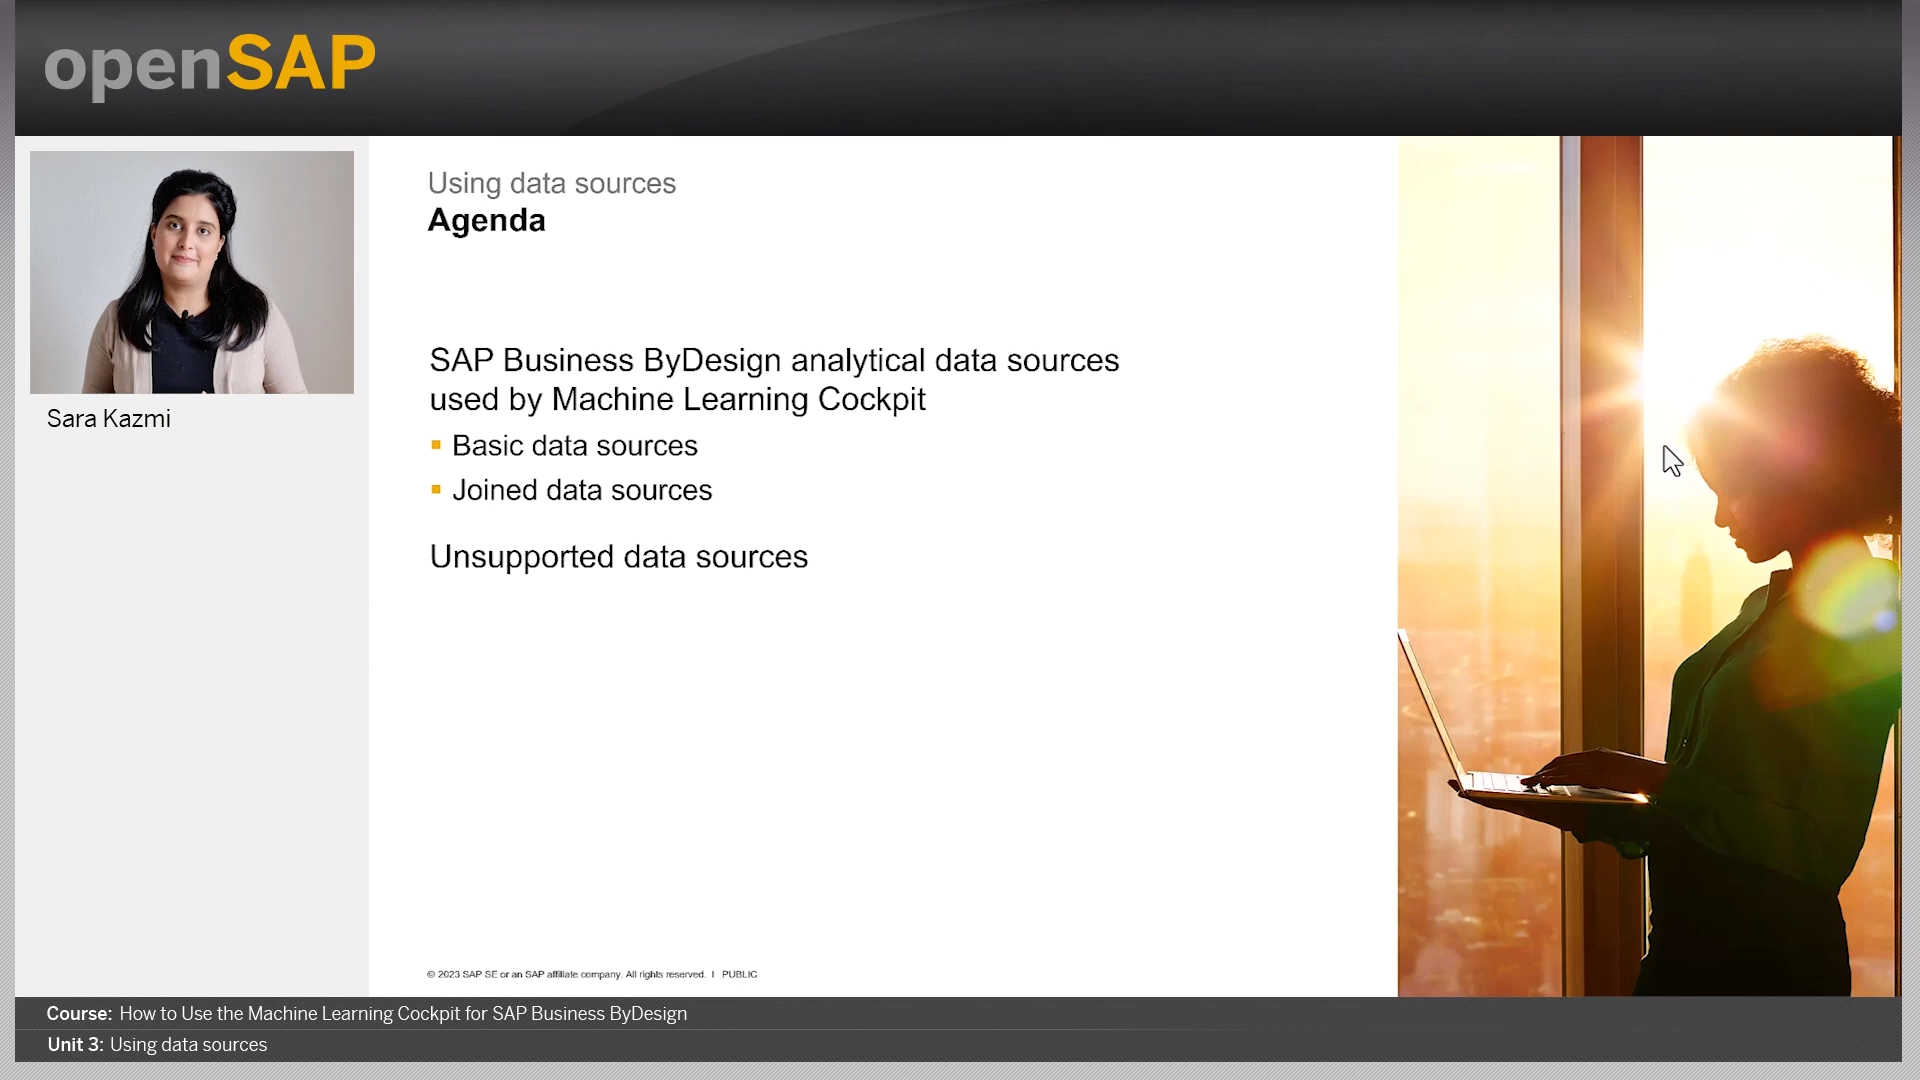 openSAP
Sara Kazmi
Using data sources
Agenda
SAP Business ByDesign analytical data sources
used by Machine Learning Cockpit
▪ Basic data sources
▪ Joined data sources
Unsupported data sources
© 2023 SAP SE or an SAP affiliate company. All rights reserved. I PUBLIC
Course: How to Use the Machine Learning Cockpit for SAP Business ByDesign
Unit 3: Using data sources